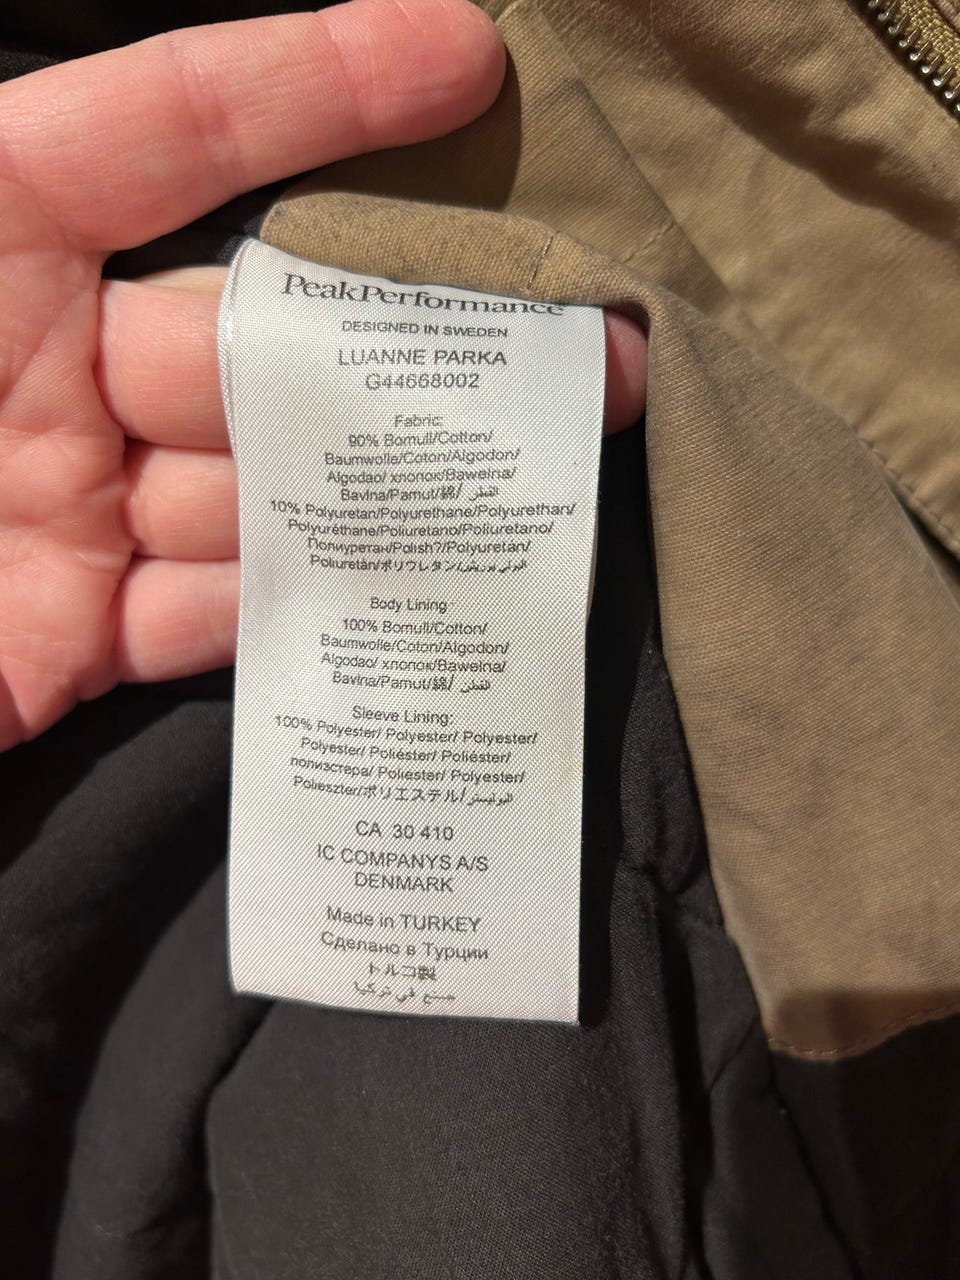 PeakPerformance
DESIGNED IN SWEDEN
LUANNE PARKA
G44668002
Fabric:
90% Bomull/Cotton/
Baumwolle/Coton/Algodon/
Algodao/ хлопок/Bawelna/
Bavlna/Pamut/綿/ القطن
10% Polyuretan/Polyurethane/Polyurethan/
Polyuréthane/Poliuretano/Poliuretano/
Полиуретан/Polish?/Polyuretan/
Poliuretán/ポリウレタン/البولي يوريثين
Body Lining:
100% Bomull/Cotton/
Baumwolle/Coton/Algodon/
Algodao/ хлопок/Bawelna/
Bavlna/Pamut/綿/ القطن
Sleeve Lining:
100% Polyester/ Polyester/ Polyester/
Polyester/ Poliéster/ Poliéster/
полиэстера/ Poliester/ Polyester/
Polieszter/ポリエステル/البوليستر
CA 30 410
IC COMPANYS A/S
DENMARK
Made in TURKEY
Сделано в Турции
トルコ製
صنع في تركيا